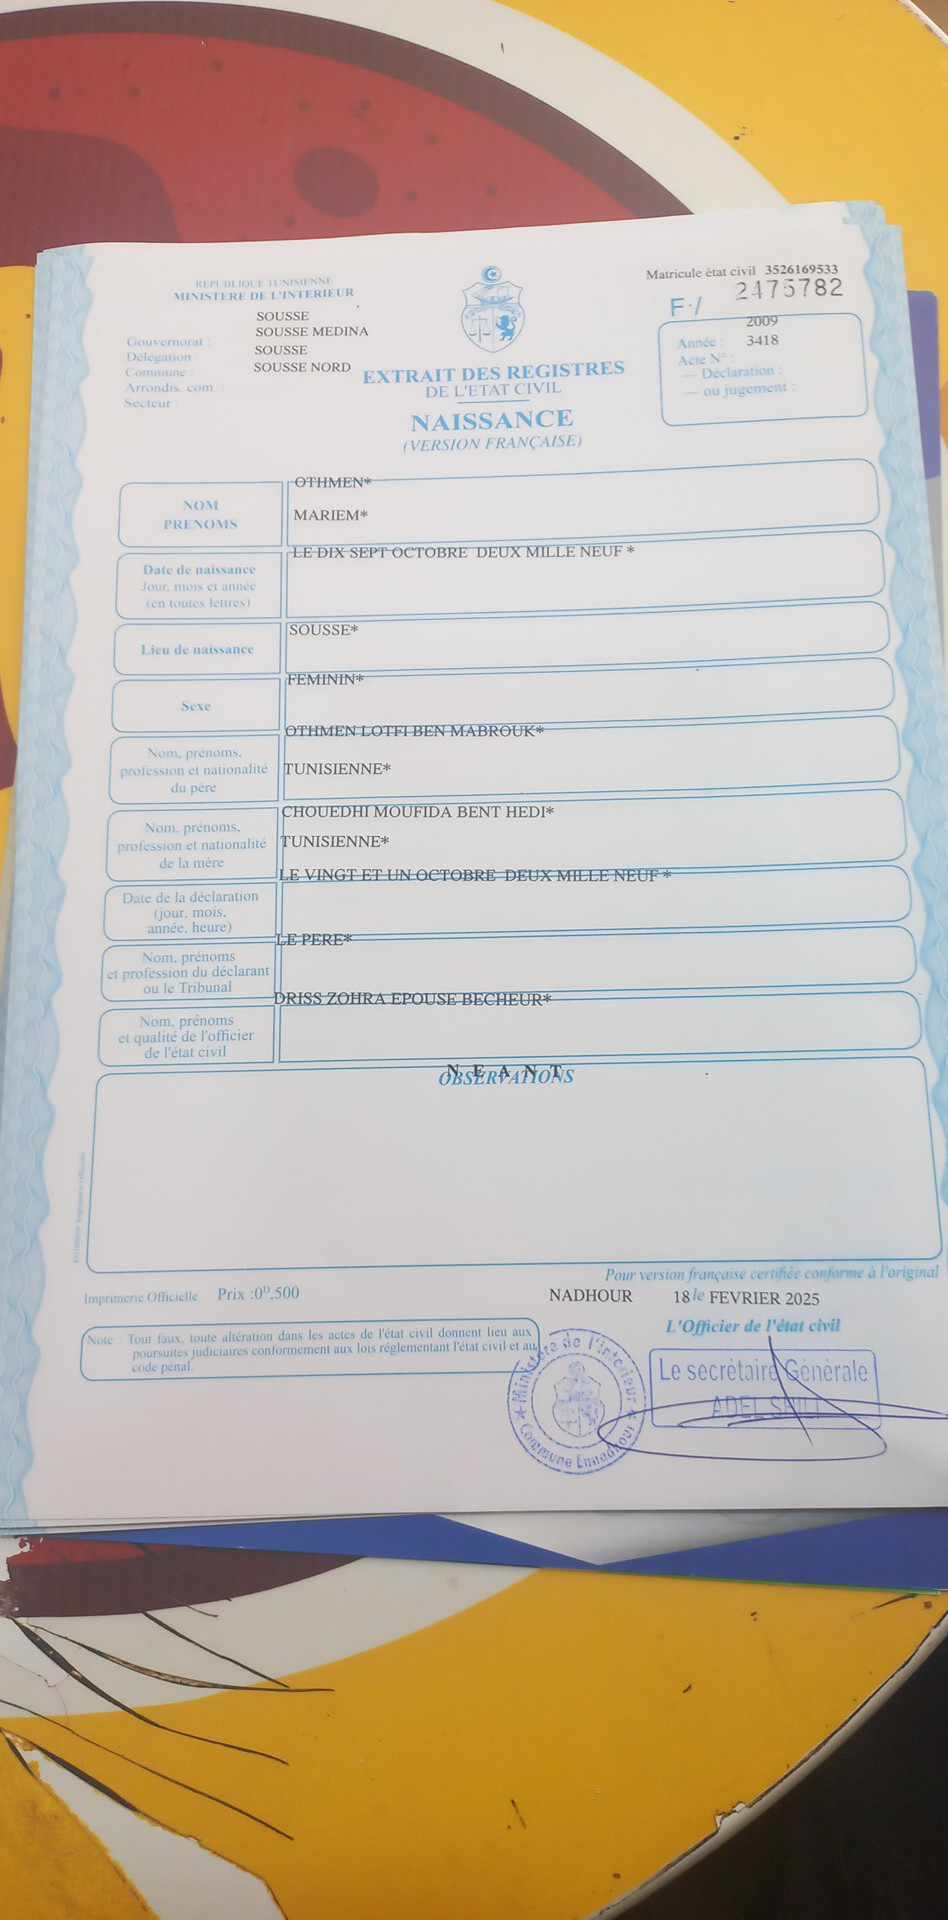 REPUBLIQUE TUNISIENNE
MINISTERE DE L'INTERIEUR
SOUSSE
SOUSSE MEDINA
Gouvernorat : SOUSSE
Délégation
Commune : SOUSSE NORD
Arrondis. com. :
Secteur :
Matricule état civil 3526169533
F·/ 2475782
2009
Année : 3418
Acte N° :
— Déclaration :
— ou jugement :
EXTRAIT DES REGISTRES
DE L'ETAT CIVIL
NAISSANCE
(VERSION FRANÇAISE)
NOM
PRENOMS
OTHMEN*
MARIEM*
Date de naissance
Jour, mois et année
(en toutes lettres)
LE DIX SEPT OCTOBRE DEUX MILLE NEUF *
Lieu de naissance
SOUSSE*
Sexe
FEMININ*
Nom, prénoms,
profession et nationalité
du père
OTHMEN LOTFI BEN MABROUK*
TUNISIENNE*
Nom, prénoms,
profession et nationalité
de la mère
CHOUEDHI MOUFIDA BENT HEDI*
TUNISIENNE*
Date de la déclaration
(jour, mois,
année, heure)
LE VINGT ET UN OCTOBRE DEUX MILLE NEUF *
Nom, prénoms
et profession du déclarant
ou le Tribunal
LE PERE*
Nom, prénoms
et qualité de l'officier
de l'état civil
DRISS ZOHRA EPOUSE BECHEUR*
N E A N T
OBSERVATIONS
Pour version française certifiée conforme à l'original
Imprimerie Officielle Prix :0ᴰ.500
NADHOUR 18 le FEVRIER 2025
L'Officier de l'état civil
Note : Tout faux, toute altération dans les actes de l'état civil donnent lieu aux
poursuites judiciaires conformement aux lois réglementant l'état civil et au
code pénal.
Ministère de l'intérieur
Commune Ennadhour
Le secrétaire Génerale
ADEL